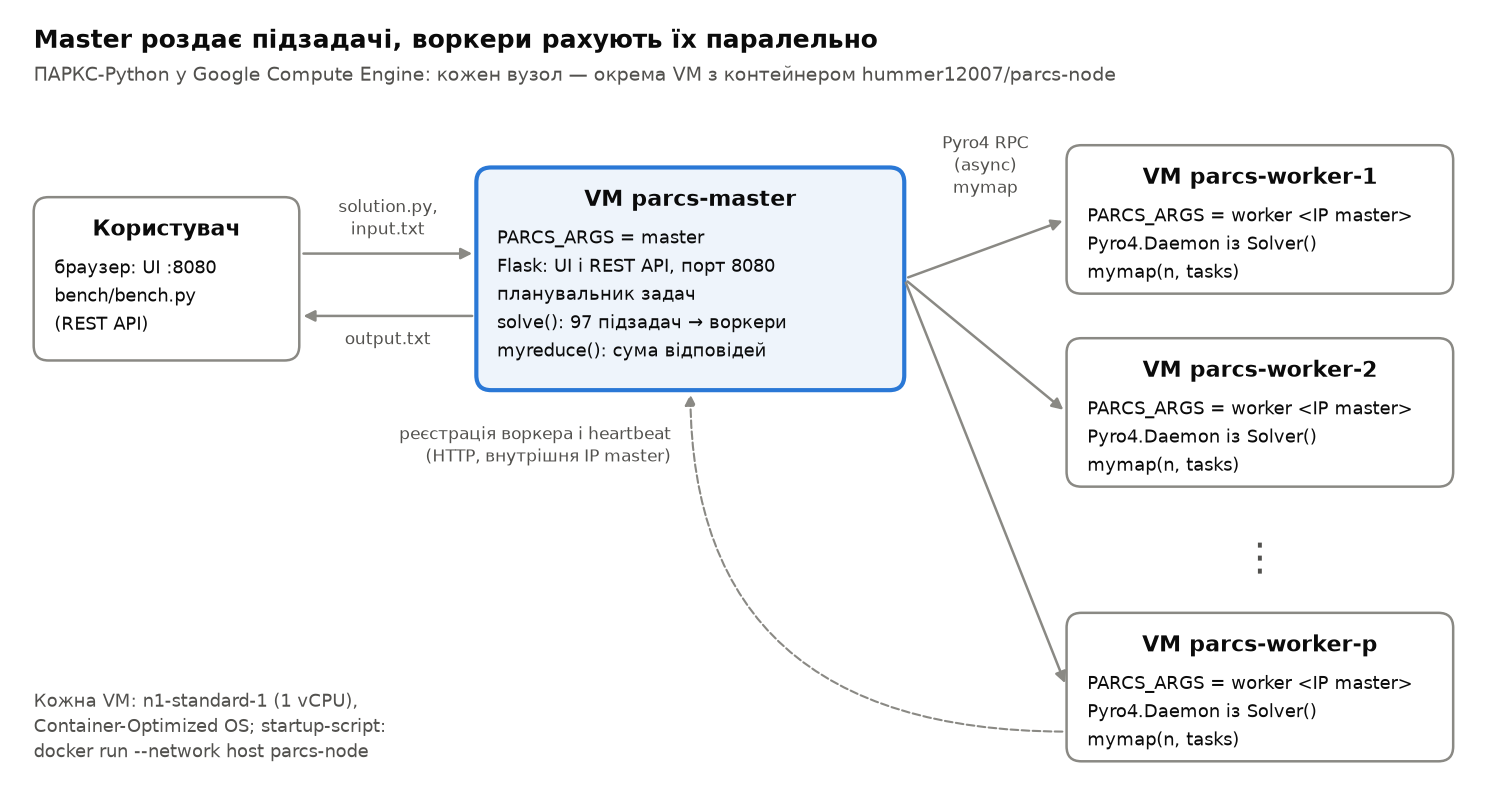 Master роздає підзадачі, воркери рахують їх паралельно
ПАРКС-Python у Google Compute Engine: кожен вузол — окрема VM з контейнером hummer12007/parcs-node
Користувач
браузер: UI :8080
bench/bench.py
(REST API)
solution.py,
input.txt
output.txt
VM parcs-master
PARCS_ARGS = master
Flask: UI і REST API, порт 8080
планувальник задач
solve(): 97 підзадач → воркери
myreduce(): сума відповідей
реєстрація воркера і heartbeat
(HTTP, внутрішня IP master)
Pyro4 RPC
(async)
mymap
VM parcs-worker-1
PARCS_ARGS = worker <IP master>
Pyro4.Daemon із Solver()
mymap(n, tasks)
VM parcs-worker-2
PARCS_ARGS = worker <IP master>
Pyro4.Daemon із Solver()
mymap(n, tasks)
⋮
VM parcs-worker-p
PARCS_ARGS = worker <IP master>
Pyro4.Daemon із Solver()
mymap(n, tasks)
Кожна VM: n1-standard-1 (1 vCPU),
Container-Optimized OS; startup-script:
docker run --network host parcs-node